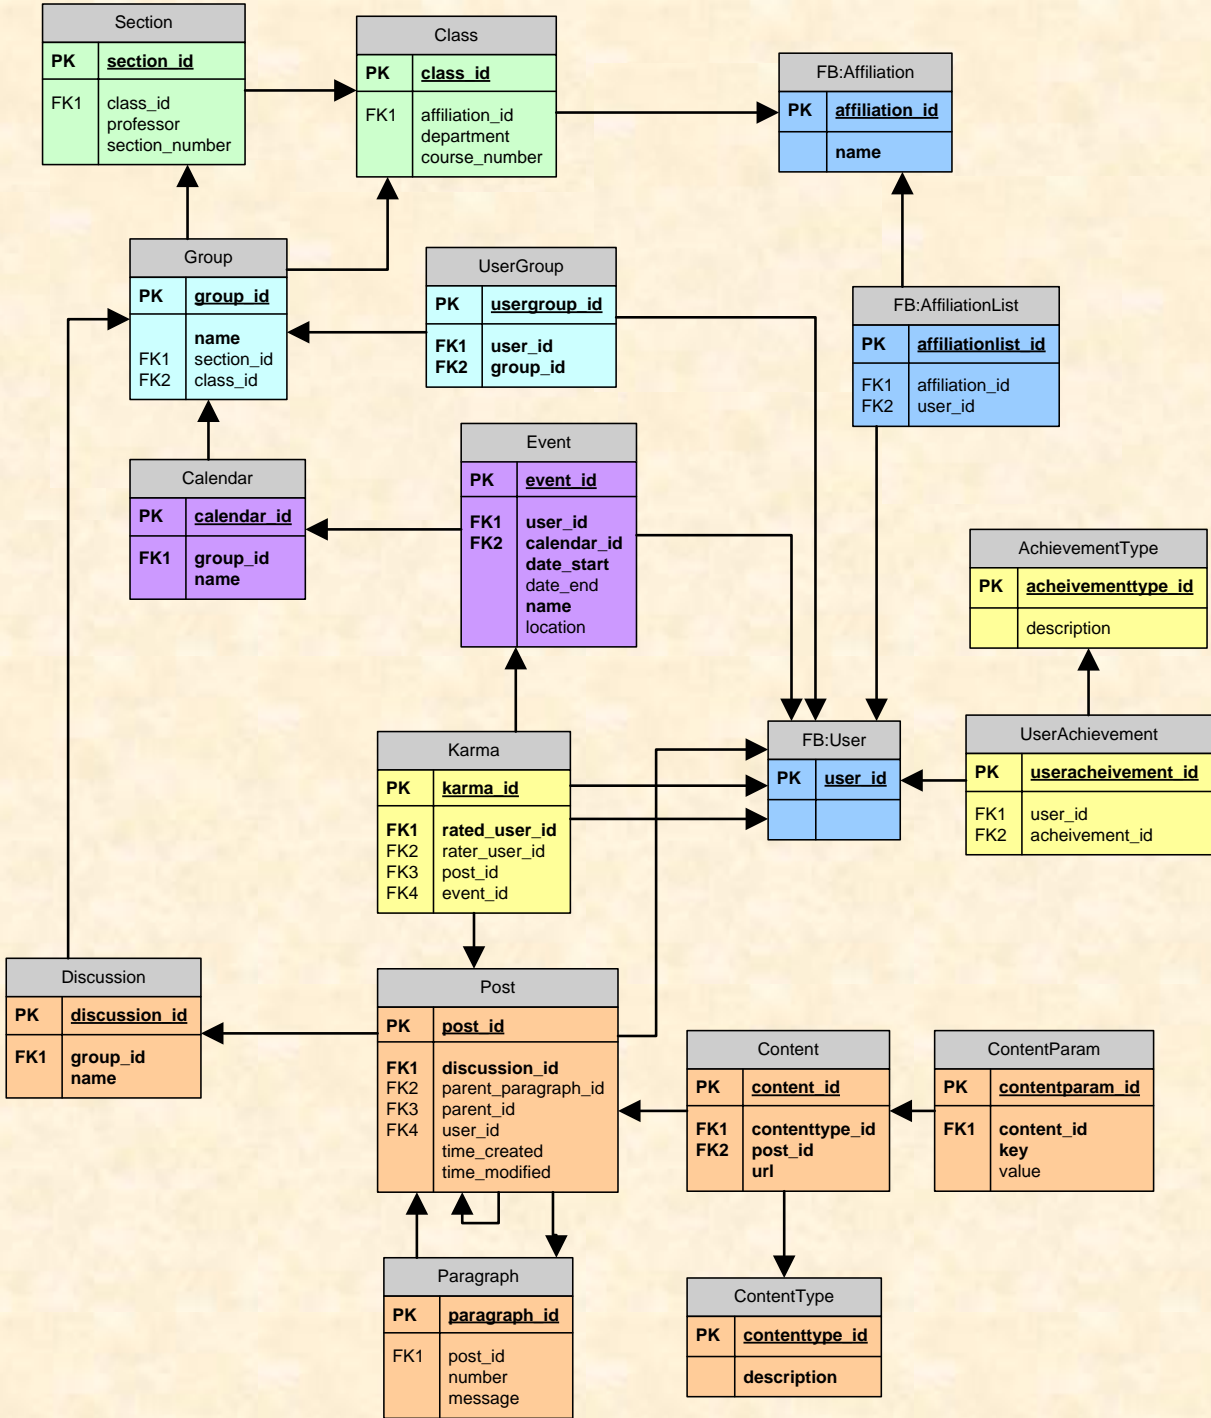 Section
PK section_id
FK1 class_id
professor
section_number
Class
PK class_id
FK1 affiliation_id
department
course_number
FB:Affiliation
PK affiliation_id
name
Group
PK group_id
name
FK1 section_id
FK2 class_id
UserGroup
PK usergroup_id
FK1 user_id
FK2 group_id
FB:AffiliationList
PK affiliationlist_id
FK1 affiliation_id
FK2 user_id
Calendar
PK calendar_id
FK1 group_id
name
Event
PK event_id
FK1 user_id
FK2 calendar_id
date_start
date_end
name
location
AchievementType
PK acheivementtype_id
description
Karma
PK karma_id
FK1 rated_user_id
FK2 rater_user_id
FK3 post_id
FK4 event_id
FB:User
PK user_id
UserAchievement
PK useracheivement_id
FK1 user_id
FK2 acheivement_id
Discussion
PK discussion_id
FK1 group_id
name
Post
PK post_id
FK1 discussion_id
FK2 parent_paragraph_id
FK3 parent_id
FK4 user_id
time_created
time_modified
Content
PK content_id
FK1 contenttype_id
FK2 post_id
url
ContentParam
PK contentparam_id
FK1 content_id
key
value
Paragraph
PK paragraph_id
FK1 post_id
number
message
ContentType
PK contenttype_id
description